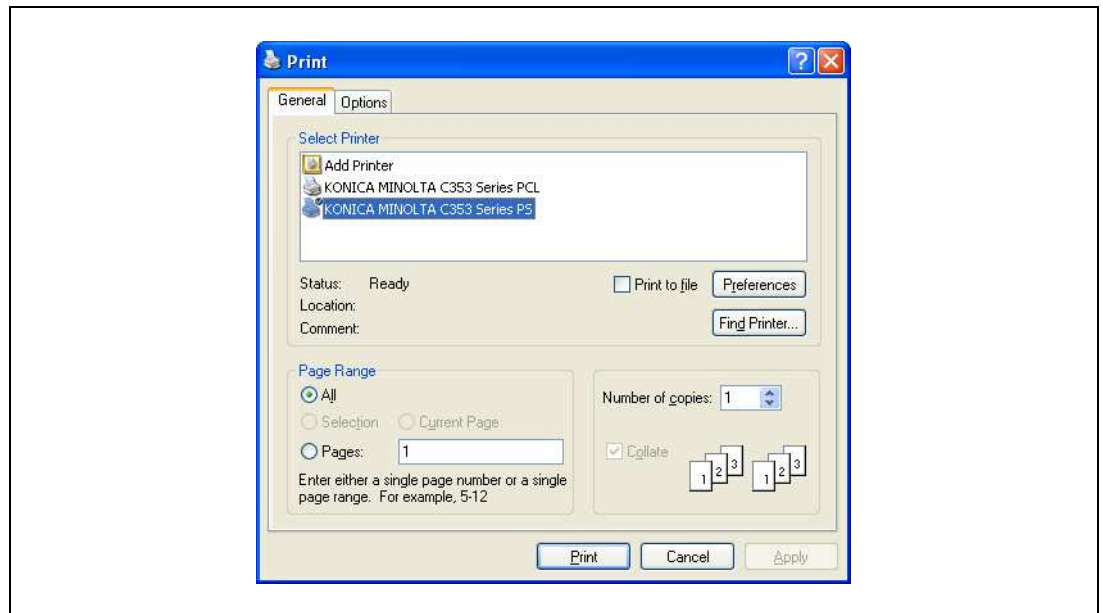 Print
General Options
Select Printer
Add Printer
KONICA MINOLTA C353 Series PCL
KONICA MINOLTA C353 Series PS
Status: Ready
Print to file Preferences
Location:
Comment:
Find Printer...
Page Range
All
Selection Current Page
Pages: 1
Enter either a single page number or a single
page range. For example, 5-12
Number of copies: 1
Collate
1 2 3 1 2 3
Print Cancel Apply